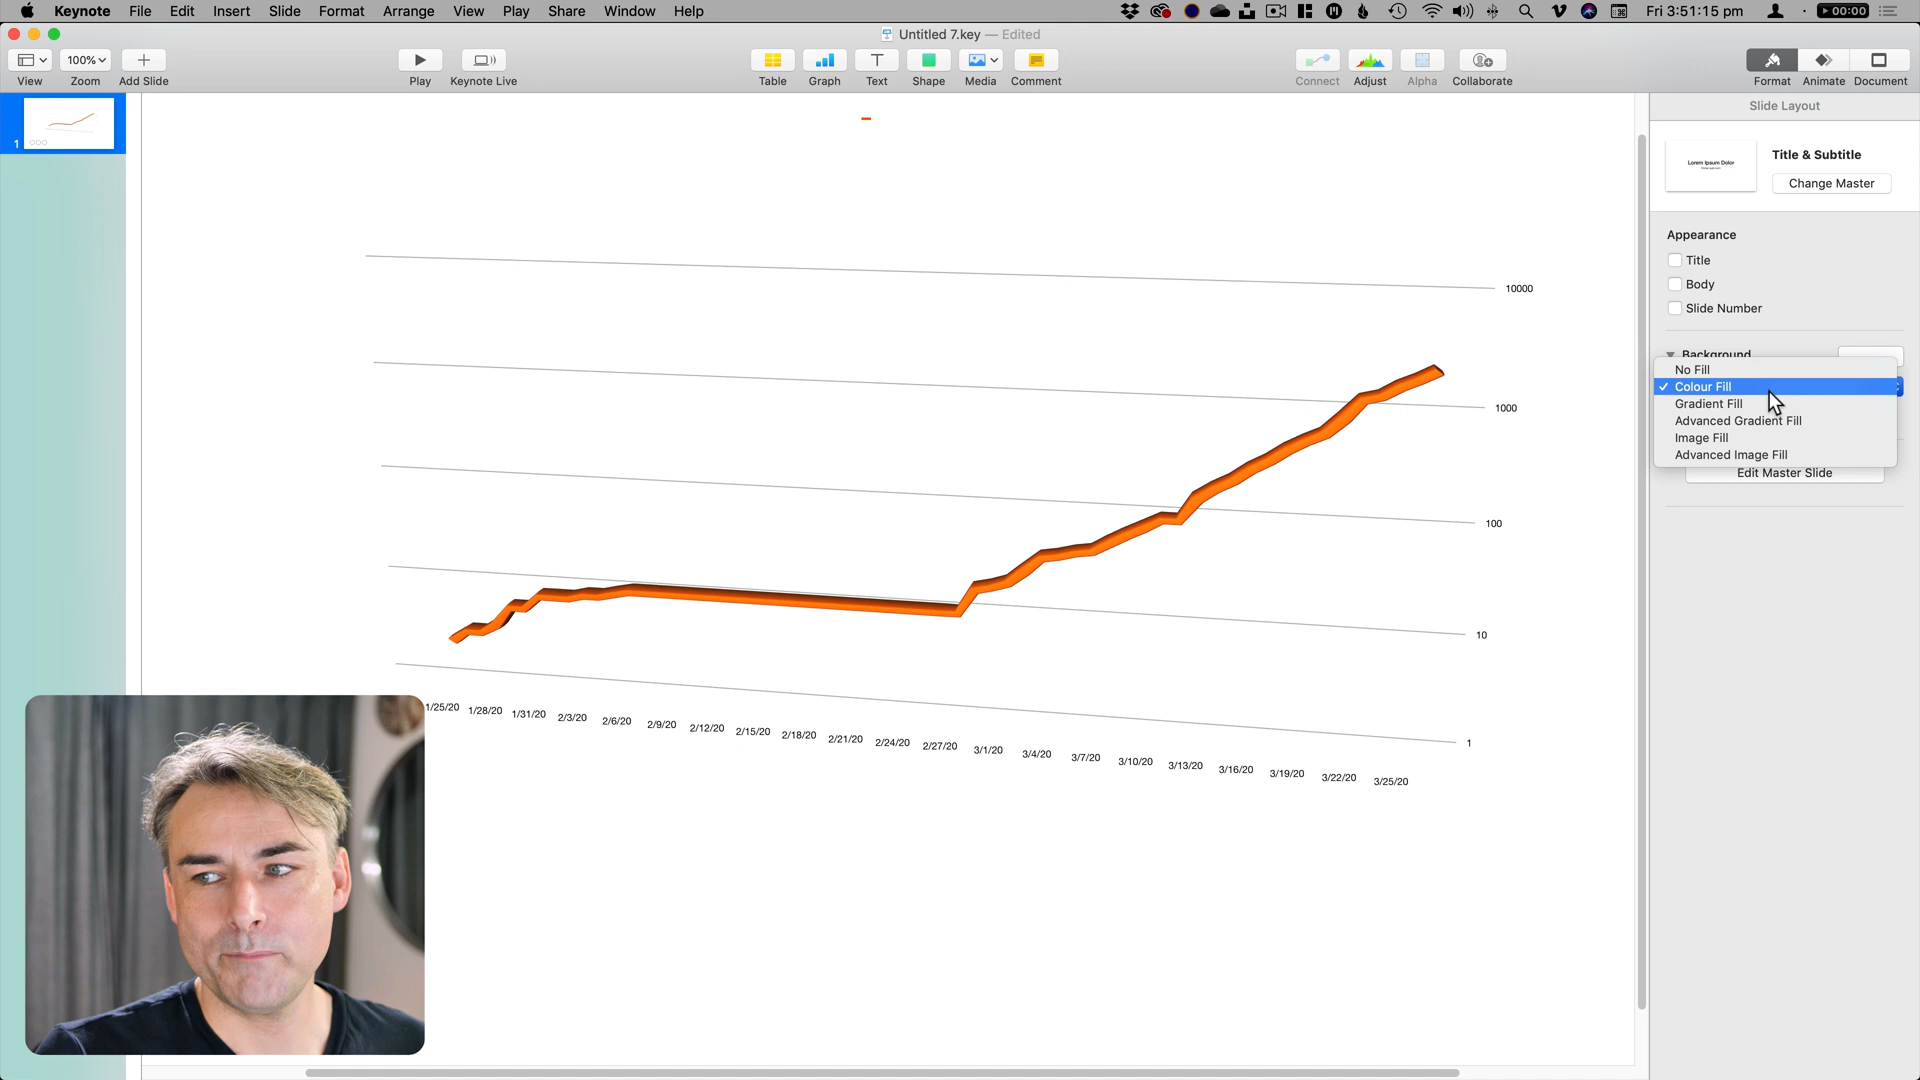 Keynote File Edit Insert Slide Format Arrange View Play Share Window Help Fri 3:51:15 pm 00:00
Untitled 7.key — Edited
100%
View Zoom Add Slide Play Keynote Live Table Graph Text Shape Media Comment Connect Adjust Alpha Collaborate Format Animate Document
Slide Layout
1
Lorem Ipsum Dolor
Title & Subtitle
Change Master
Appearance
Title
Body
Slide Number
Background
No Fill
Colour Fill
Gradient Fill
Advanced Gradient Fill
Image Fill
Advanced Image Fill
Edit Master Slide
10000
1000
100
10
1
1/25/20 1/28/20 1/31/20 2/3/20 2/6/20 2/9/20 2/12/20 2/15/20 2/18/20 2/21/20 2/24/20 2/27/20 3/1/20 3/4/20 3/7/20 3/10/20 3/13/20 3/16/20 3/19/20 3/22/20 3/25/20